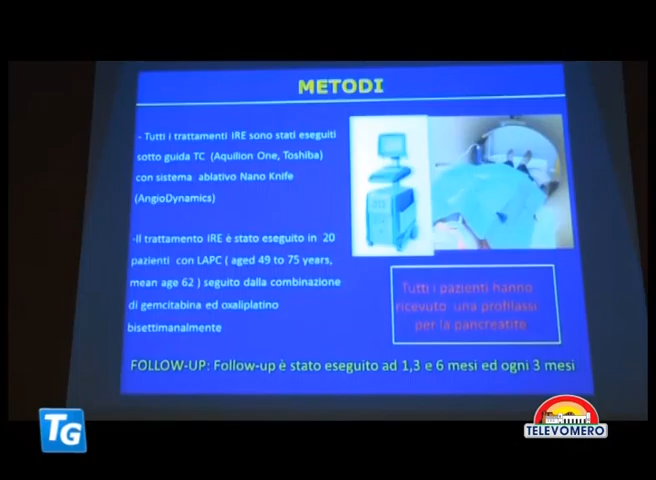 METODI
- Tutti i trattamenti IRE sono stati eseguiti
sotto guida TC (Aquilion One, Toshiba)
con sistema ablativo Nano Knife
(AngioDynamics)
-Il trattamento IRE è stato eseguito in 20
pazienti con LAPC ( aged 49 to 75 years,
mean age 62 ) seguito dalla combinazione
di gemcitabina ed oxaliplatino
bisettimanalmente
Tutti i pazienti hanno
ricevuto una profilassi
per la pancreatite
FOLLOW-UP: Follow-up è stato eseguito ad 1,3 e 6 mesi ed ogni 3 mesi
TG
TELEVOMERO